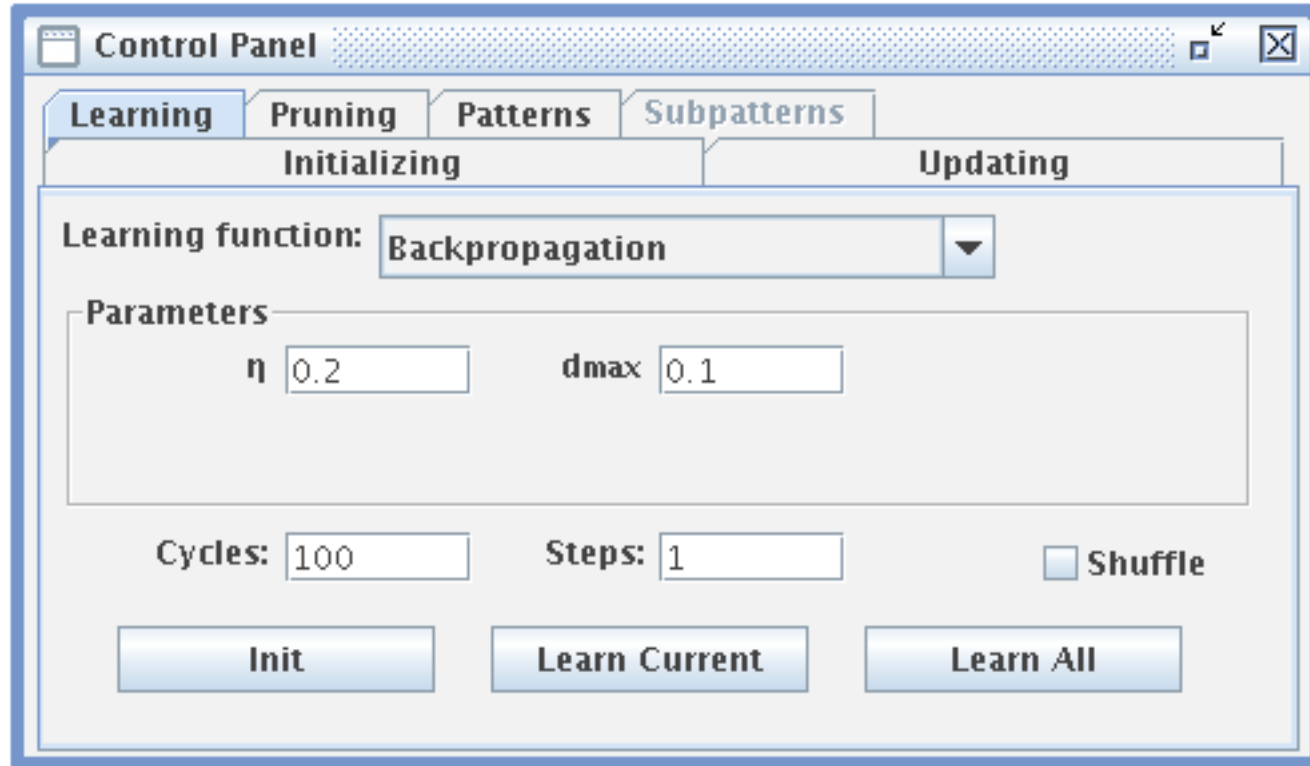 Control Panel
Learning Pruning Patterns Subpatterns
Initializing Updating
Learning function: Backpropagation
Parameters
η 0.2 dmax 0.1
Cycles: 100 Steps: 1 Shuffle
Init Learn Current Learn All